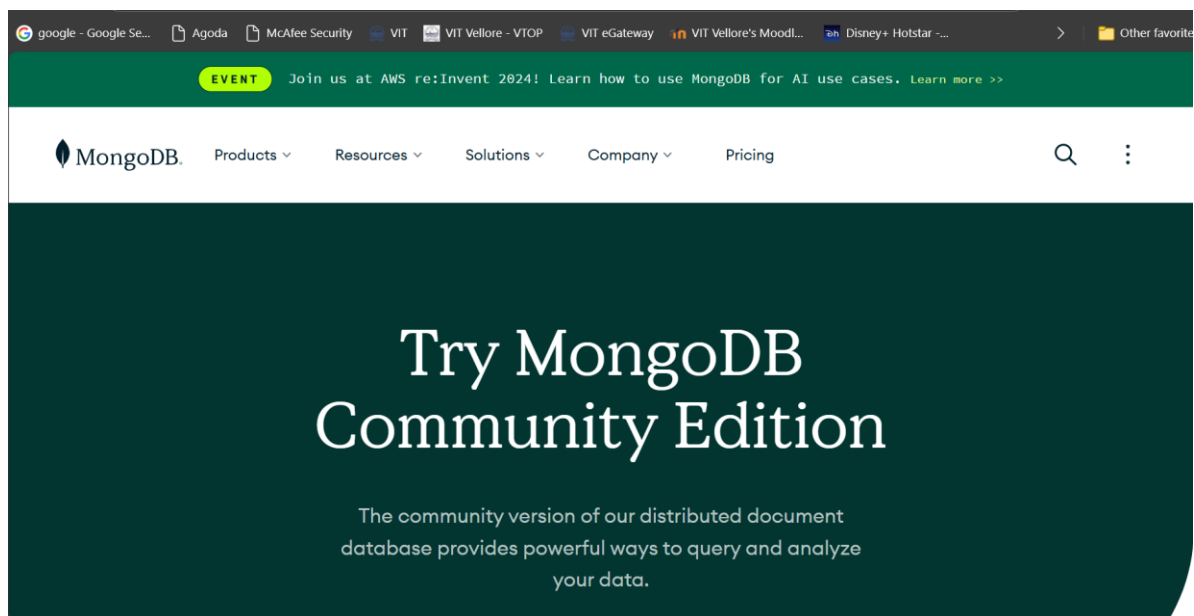 google - Google Se... Agoda McAfee Security VIT VIT Vellore - VTOP VIT eGateway VIT Vellore's Moodl... Disney+ Hotstar -... Other favorite
EVENT Join us at AWS re:Invent 2024! Learn how to use MongoDB for AI use cases. Learn more >>
MongoDB. Products Resources Solutions Company Pricing
Try MongoDB
Community Edition
The community version of our distributed document
database provides powerful ways to query and analyze
your data.